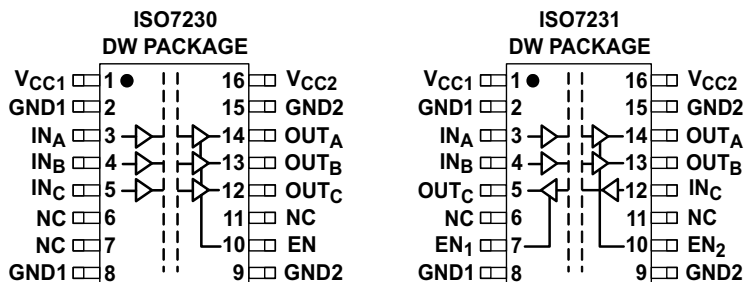 ISO7230
DW PACKAGE
VCC1 1 16 VCC2
GND1 2 15 GND2
INA 3 14 OUTA
INB 4 13 OUTB
INC 5 12 OUTC
NC 6 11 NC
NC 7 10 EN
GND1 8 9 GND2
ISO7231
DW PACKAGE
VCC1 1 16 VCC2
GND1 2 15 GND2
INA 3 14 OUTA
INB 4 13 OUTB
OUTC 5 12 INC
NC 6 11 NC
EN1 7 10 EN2
GND1 8 9 GND2